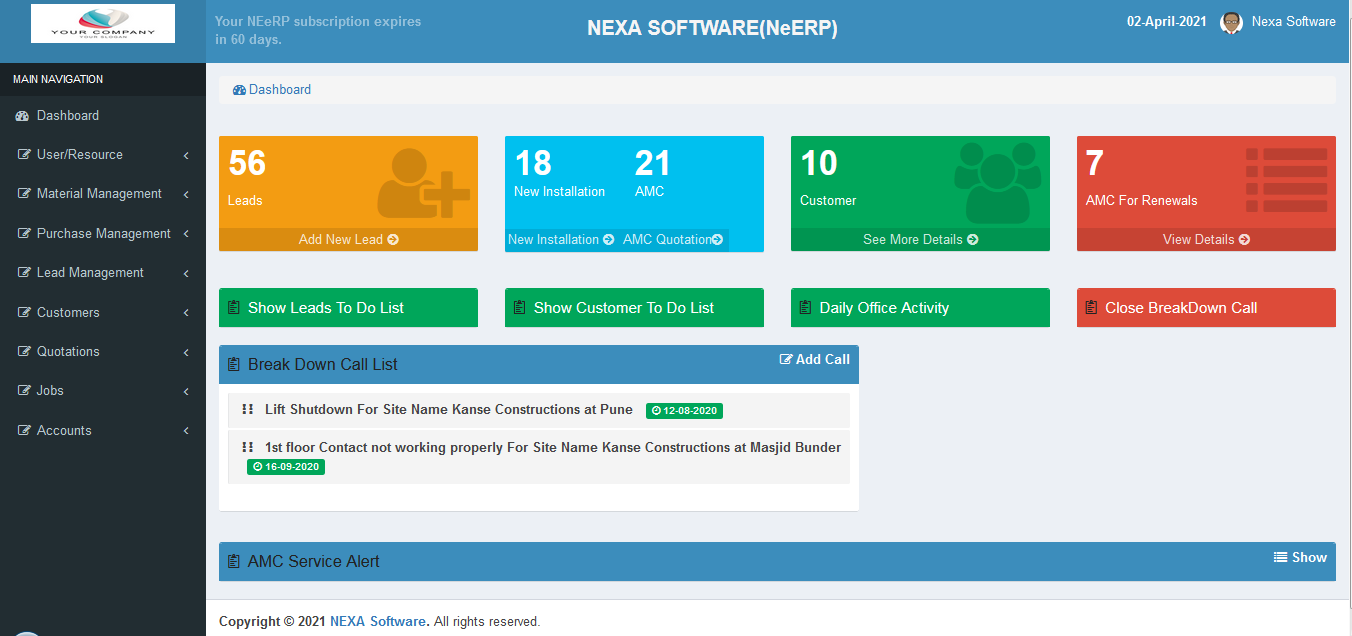 YOUR COMPANY
YOUR SLOGAN
Your NEeRP subscription expires
in 60 days.
NEXA SOFTWARE(NeERP)
02-April-2021
Nexa Software
MAIN NAVIGATION
Dashboard
User/Resource
Material Management
Purchase Management
Lead Management
Customers
Quotations
Jobs
Accounts
Dashboard
56
Leads
Add New Lead
18
New Installation
21
AMC
New Installation
AMC Quotation
10
Customer
See More Details
7
AMC For Renewals
View Details
Show Leads To Do List
Show Customer To Do List
Daily Office Activity
Close BreakDown Call
Break Down Call List
Add Call
Lift Shutdown For Site Name Kanse Constructions at Pune 12-08-2020
1st floor Contact not working properly For Site Name Kanse Constructions at Masjid Bunder
16-09-2020
AMC Service Alert
Show
Copyright © 2021 NEXA Software. All rights reserved.